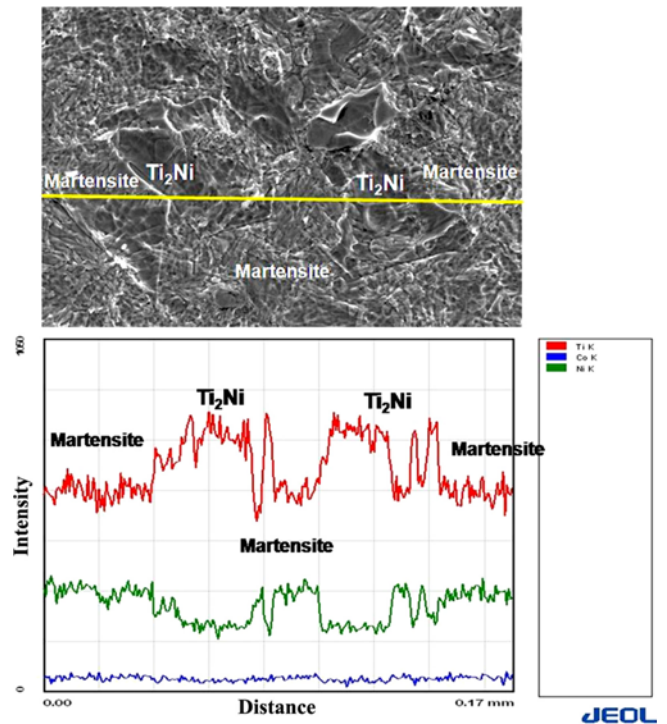 Ti₂Ni
Ti₂Ni
Martensite
Martensite
Martensite
1050
Ti K
Co K
Ni K
Ti₂Ni
Ti₂Ni
Martensite
Martensite
Martensite
Intensity
0
0.00
Distance
0.17 mm
JEOL